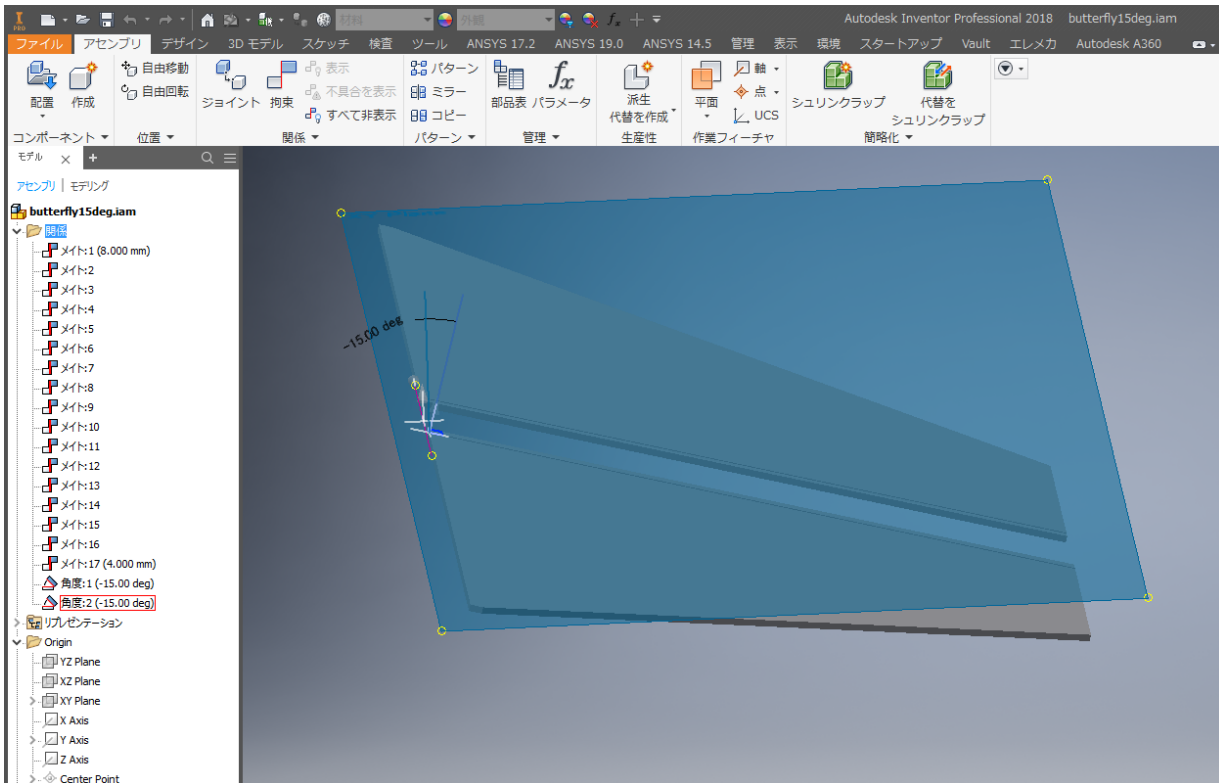 PRO
材料
外観
Autodesk Inventor Professional 2018 butterfly15deg.iam
ファイル アセンブリ デザイン 3D モデル スケッチ 検査 ツール ANSYS 17.2 ANSYS 19.0 ANSYS 14.5 管理 表示 環境 スタートアップ Vault エレメカ Autodesk A360
配置
作成
自由移動
自由回転
ジョイント
拘束
表示
不具合を表示
すべて非表示
パターン
ミラー
コピー
部品表
パラメータ
派生
代替を作成
平面
軸
点
UCS
シュリンクラップ
代替を
シュリンクラップ
コンポーネント
位置
関係
パターン
管理
生産性
作業フィーチャ
簡略化
モデル
アセンブリ | モデリング
butterfly15deg.iam
関係
メイト:1 (8.000 mm)
メイト:2
メイト:3
メイト:4
メイト:5
メイト:6
メイト:7
メイト:8
メイト:9
メイト:10
メイト:11
メイト:12
メイト:13
メイト:14
メイト:15
メイト:16
メイト:17 (4.000 mm)
角度:1 (-15.00 deg)
角度:2 (-15.00 deg)
リプレゼンテーション
Origin
YZ Plane
XZ Plane
XY Plane
X Axis
Y Axis
Z Axis
Center Point
-15.00 deg